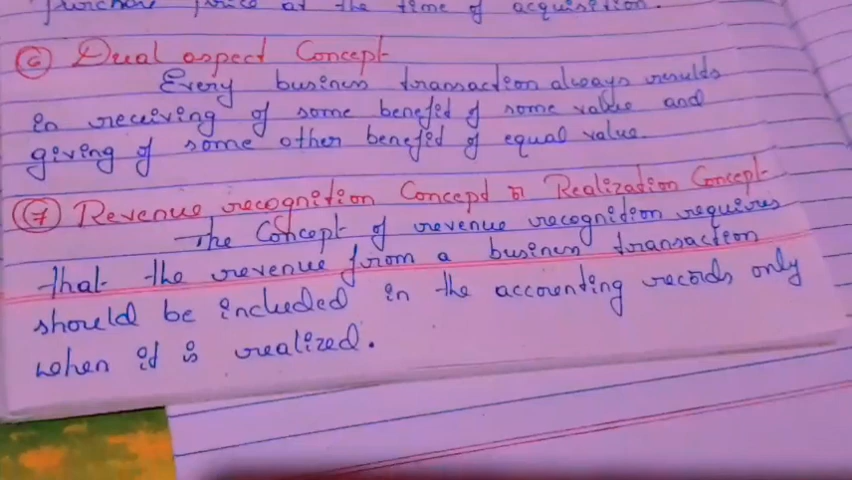 purchase price at the time of acquisition.
⑥ Dual aspect Concept-
Every business transaction always results
in receiving of some benefit of some value and
giving of some other benefit of equal value.
⑦ Revenue recognition Concept or Realization Concept-
The Concept of revenue recognition requires
that the revenue from a business transaction
should be included in the accounting records only
when it is realized.